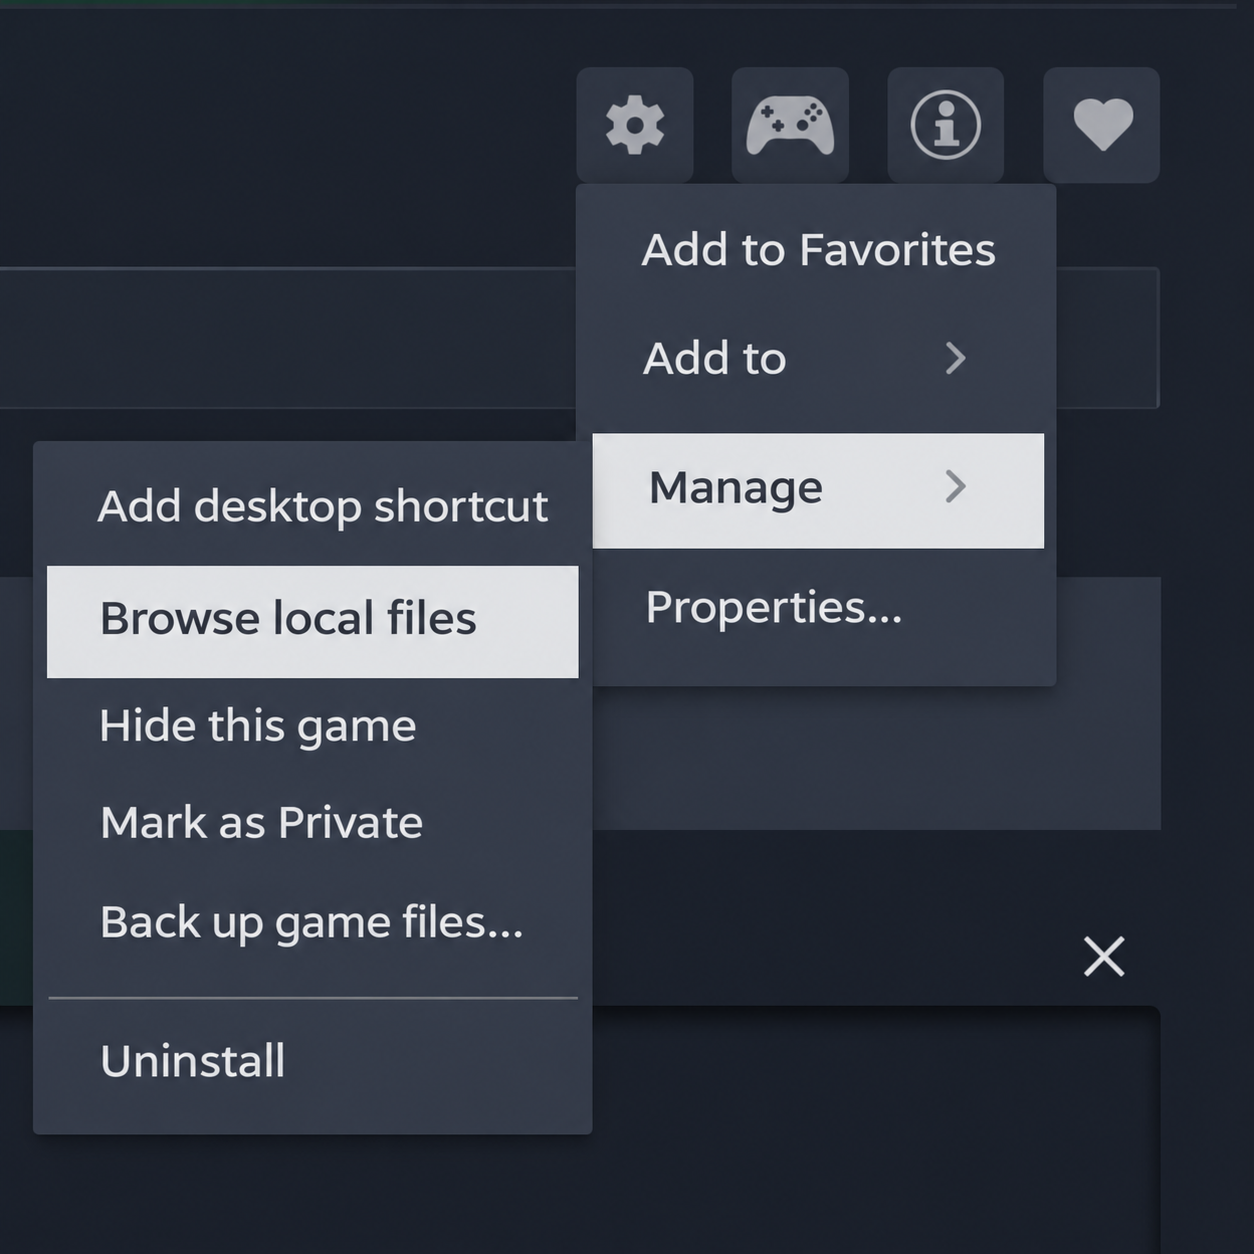 Add to Favorites
Add to
Manage
Properties...
Add desktop shortcut
Browse local files
Hide this game
Mark as Private
Back up game files...
Uninstall